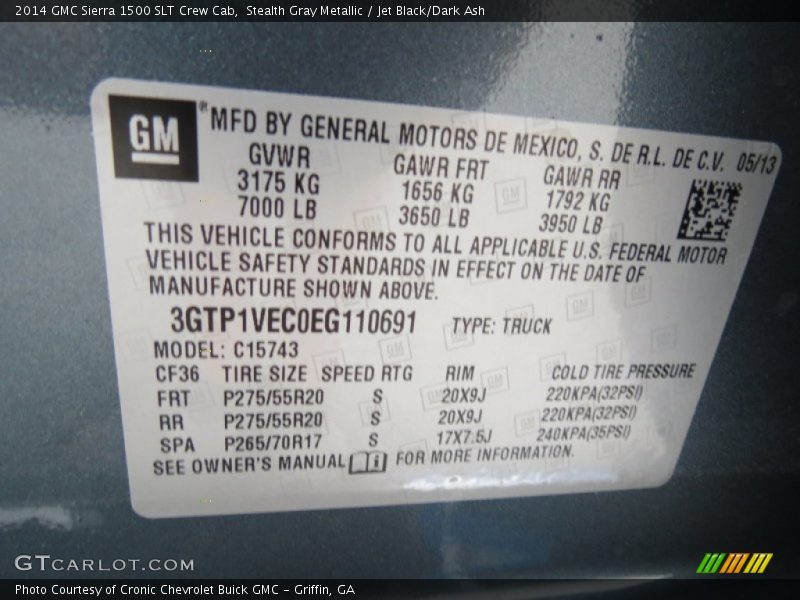 2014 GMC Sierra 1500 SLT Crew Cab, Stealth Gray Metallic / Jet Black/Dark Ash
GM ® MFD BY GENERAL MOTORS DE MEXICO, S. DE R.L. DE C.V. 05/13
GVWR GAWR FRT GAWR RR
3175 KG 1656 KG 1792 KG
7000 LB 3650 LB 3950 LB
THIS VEHICLE CONFORMS TO ALL APPLICABLE U.S. FEDERAL MOTOR
VEHICLE SAFETY STANDARDS IN EFFECT ON THE DATE OF
MANUFACTURE SHOWN ABOVE.
3GTP1VEC0EG110691 TYPE: TRUCK
MODEL: C15743
CF36 TIRE SIZE SPEED RTG RIM COLD TIRE PRESSURE
FRT P275/55R20 S 20X9J 220KPA(32PSI)
RR P275/55R20 S 20X9J 220KPA(32PSI)
SPA P265/70R17 S 17X7.5J 240KPA(35PSI)
SEE OWNER'S MANUAL FOR MORE INFORMATION.
GTCARLOT.COM
Photo Courtesy of Cronic Chevrolet Buick GMC - Griffin, GA